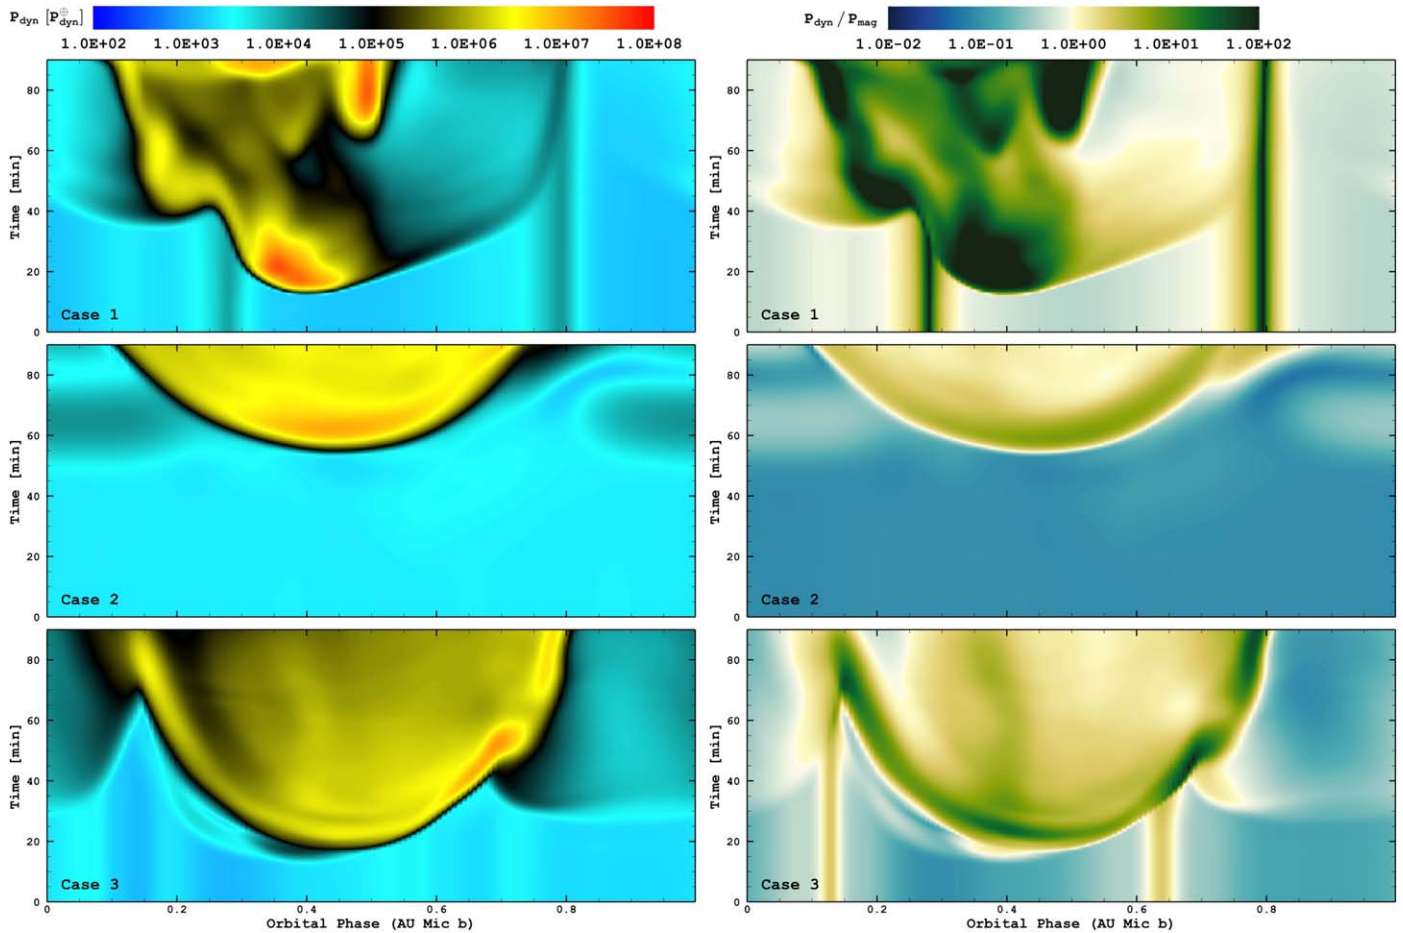 P_dyn [P^⊕_dyn]
1.0E+02 1.0E+03 1.0E+04 1.0E+05 1.0E+06 1.0E+07 1.0E+08
P_dyn / P_mag
1.0E-02 1.0E-01 1.0E+00 1.0E+01 1.0E+02
Time [min]
80
60
40
20
0
Case 1
Time [min]
80
60
40
20
0
Case 1
Time [min]
80
60
40
20
0
Case 2
Time [min]
80
60
40
20
0
Case 2
Time [min]
80
60
40
20
0
Case 3
0 0.2 0.4 0.6 0.8
Orbital Phase (AU Mic b)
Time [min]
80
60
40
20
0
Case 3
0 0.2 0.4 0.6 0.8
Orbital Phase (AU Mic b)